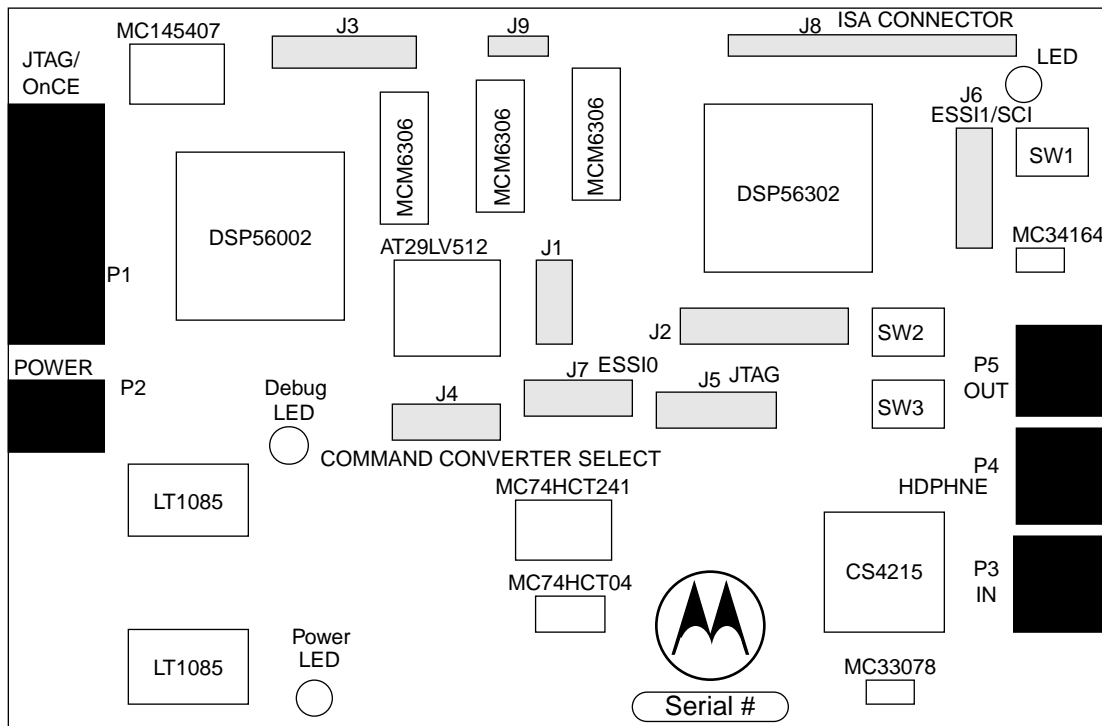 MC145407
J3
J9
J8
ISA CONNECTOR
JTAG/
OnCE
LED
J6
ESSI1/SCI
MCM6306
MCM6306
MCM6306
SW1
DSP56002
DSP56302
AT29LV512
J1
MC34164
P1
J2
SW2
POWER
P2
J7
ESSI0
J5
JTAG
P5
OUT
Debug
LED
J4
SW3
COMMAND CONVERTER SELECT
P4
HDPHNE
MC74HCT241
LT1085
CS4215
P3
IN
MC74HCT04
Power
LED
LT1085
MC33078
Serial #